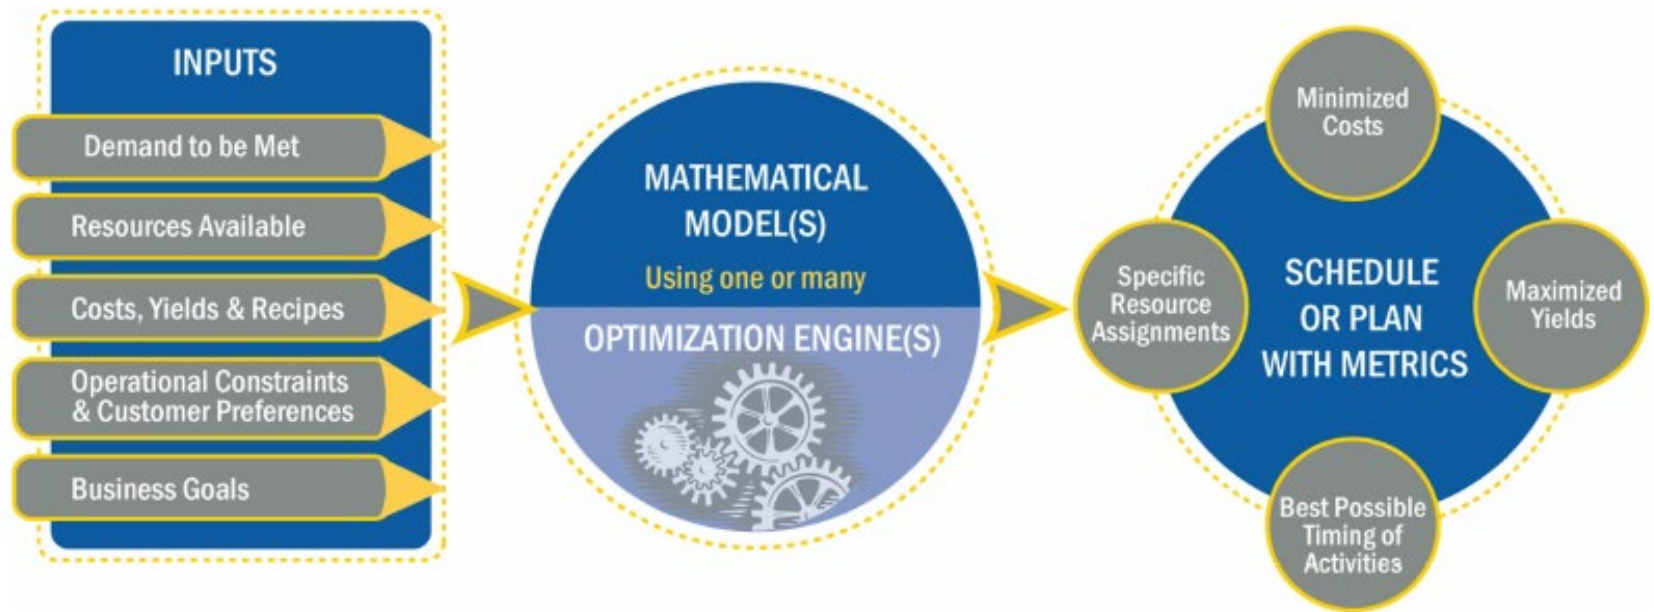 INPUTS
Demand to be Met
Resources Available
Costs, Yields & Recipes
Operational Constraints
& Customer Preferences
Business Goals
MATHEMATICAL
MODEL(S)
Using one or many
OPTIMIZATION ENGINE(S)
Minimized
Costs
Specific
Resource
Assignments
SCHEDULE
OR PLAN
WITH METRICS
Maximized
Yields
Best Possible
Timing of
Activities